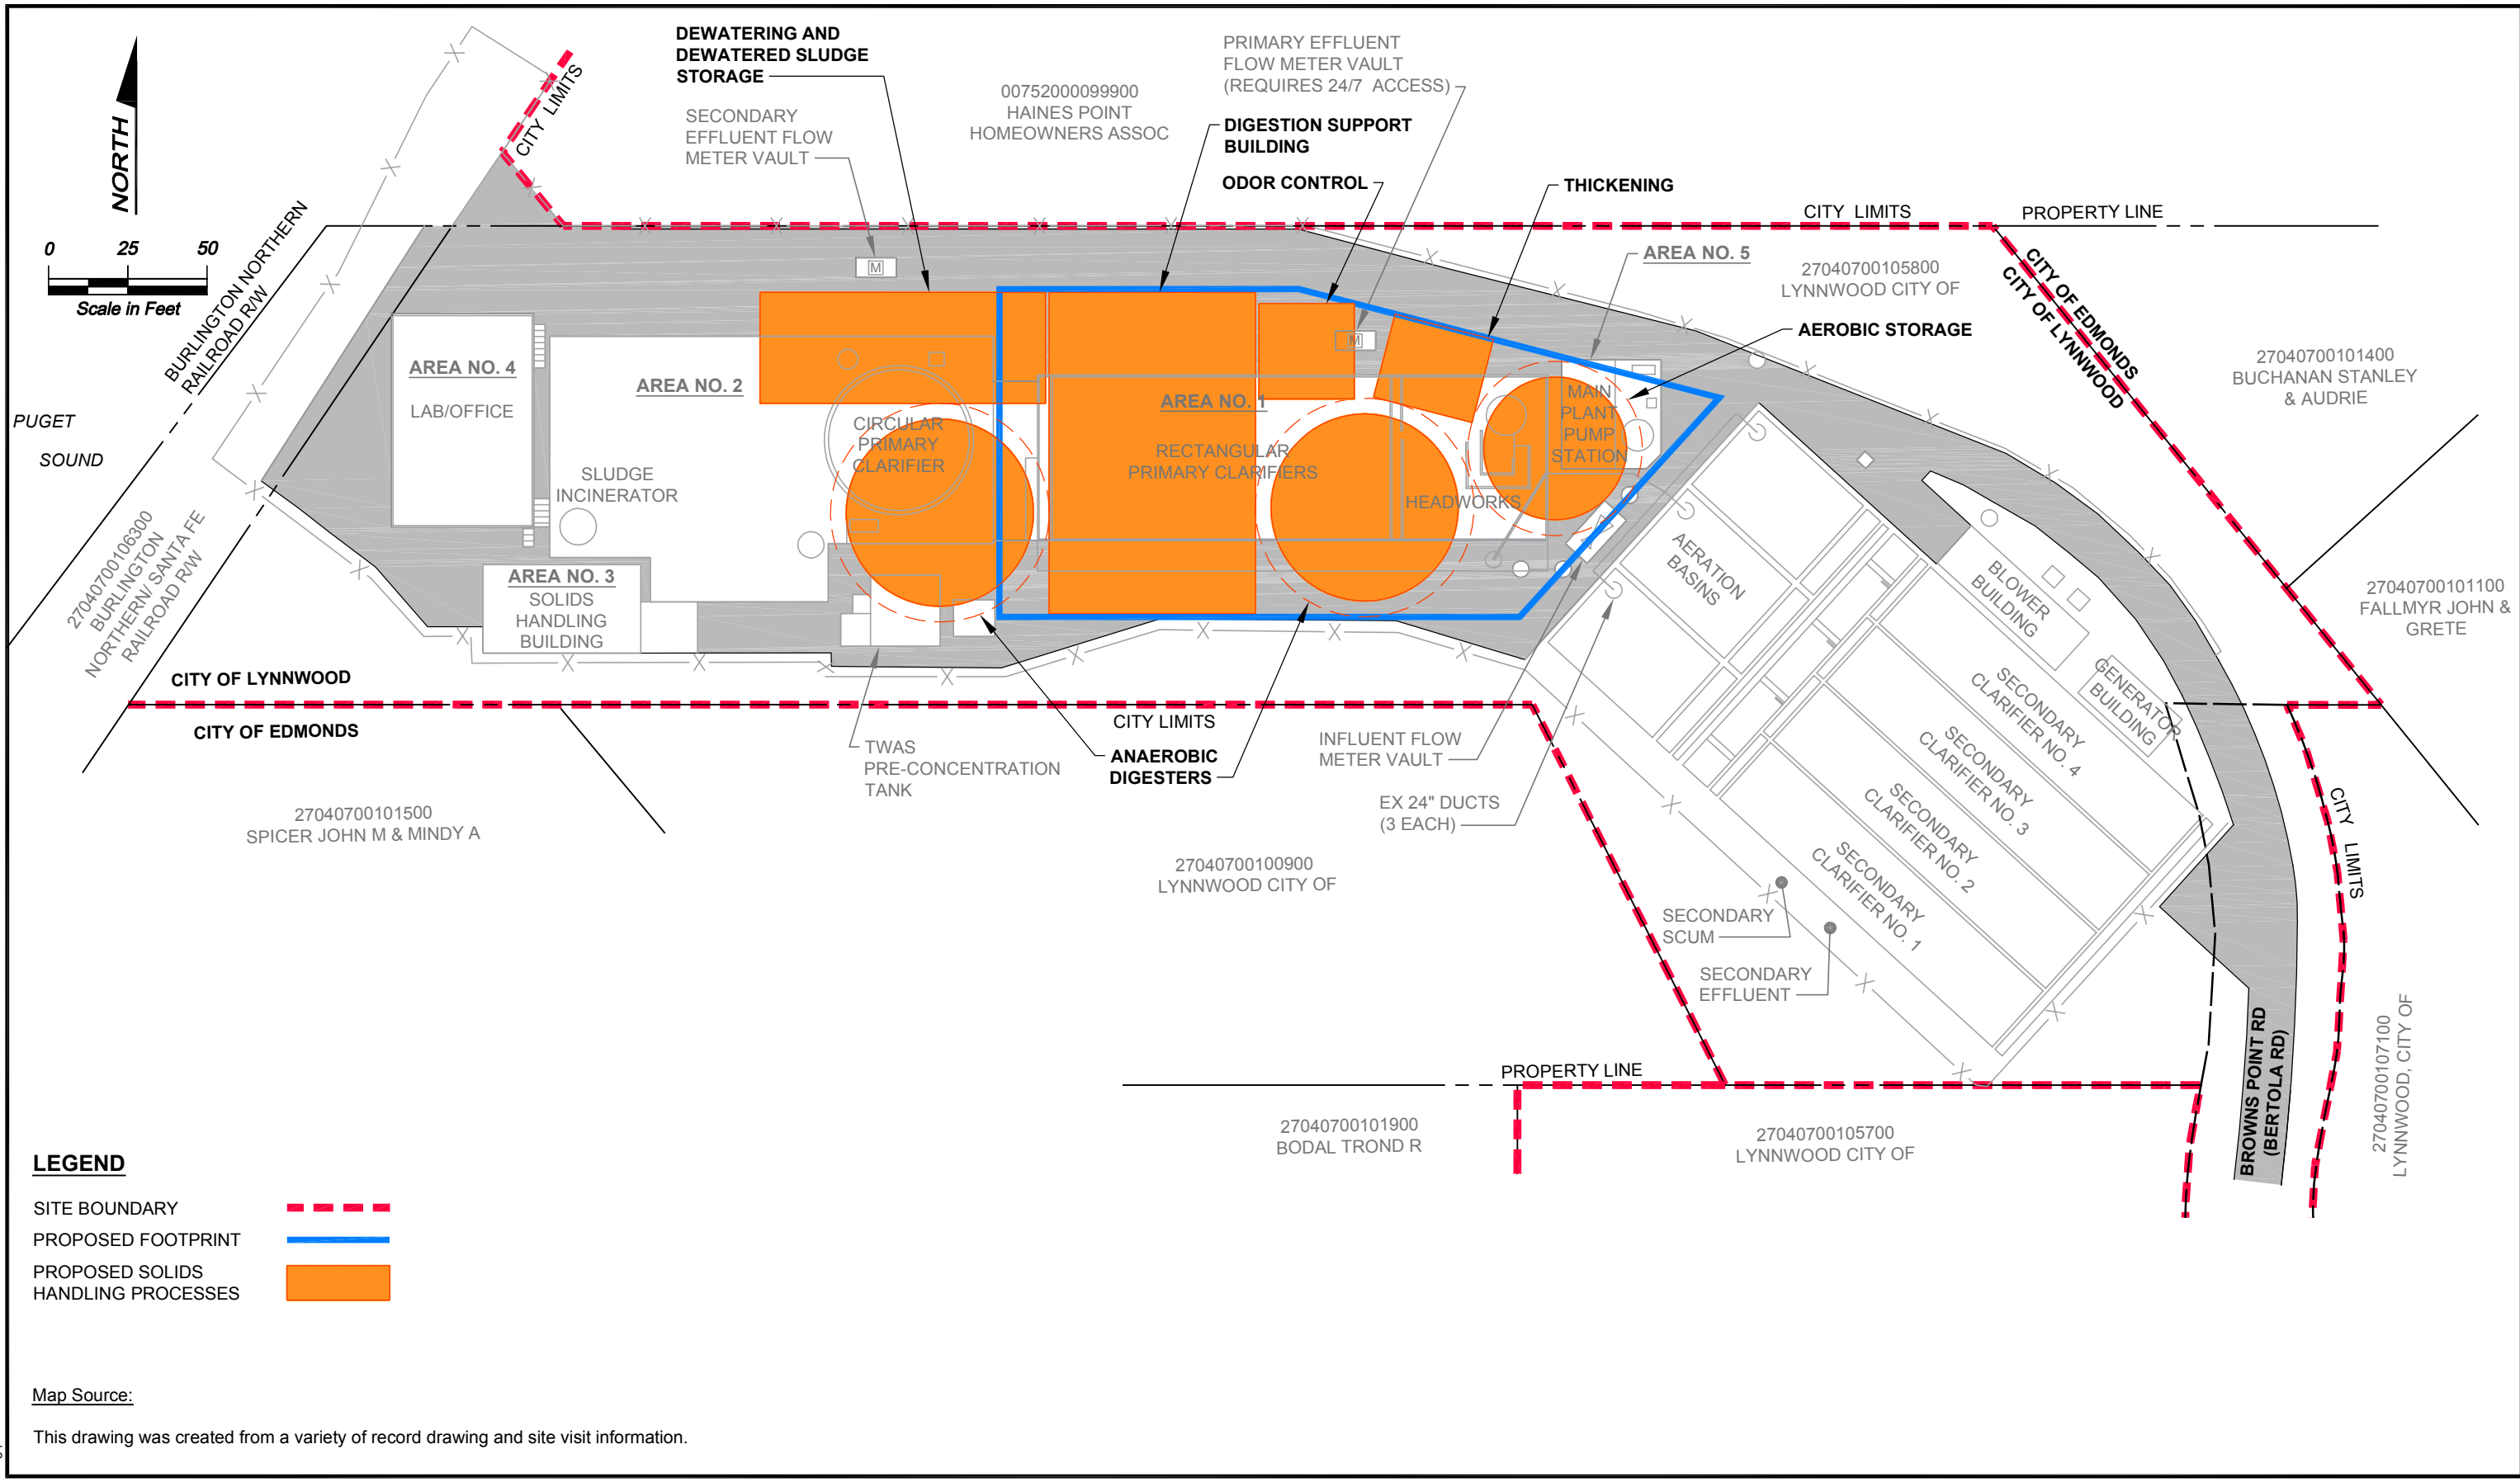 NORTH
0 25 50
Scale in Feet
DEWATERING AND
DEWATERED SLUDGE
STORAGE
SECONDARY
EFFLUENT FLOW
METER VAULT
00752000099900
HAINES POINT
HOMEOWNERS ASSOC
PRIMARY EFFLUENT
FLOW METER VAULT
(REQUIRES 24/7 ACCESS)
DIGESTION SUPPORT
BUILDING
ODOR CONTROL
THICKENING
CITY LIMITS
CITY LIMITS
PROPERTY LINE
AREA NO. 5
27040700105800
LYNNWOOD CITY OF
CITY OF EDMONDS
CITY OF LYNNWOOD
AEROBIC STORAGE
27040700101400
BUCHANAN STANLEY
& AUDRIE
BURLINGTON NORTHERN
RAILROAD R/W
PUGET
SOUND
M
M
AREA NO. 4
LAB/OFFICE
AREA NO. 2
SLUDGE
INCINERATOR
CIRCULAR
PRIMARY
CLARIFIER
AREA NO. 1
RECTANGULAR
PRIMARY CLARIFIERS
MAIN
PLANT
PUMP
STATION
HEADWORKS
AERATION
BASINS
BLOWER
BUILDING
GENERATOR
BUILDING
27040700101100
FALLMYR JOHN &
GRETE
27040700106300
BURLINGTON
NORTHERN/ SANTA FE
RAILROAD R/W
AREA NO. 3
SOLIDS
HANDLING
BUILDING
CITY OF LYNNWOOD
CITY OF EDMONDS
CITY LIMITS
TWAS
PRE-CONCENTRATION
TANK
ANAEROBIC
DIGESTERS
INFLUENT FLOW
METER VAULT
EX 24" DUCTS
(3 EACH)
SECONDARY
CLARIFIER NO. 4
SECONDARY
CLARIFIER NO. 3
SECONDARY
CLARIFIER NO. 2
SECONDARY
CLARIFIER NO. 1
CITY LIMITS
27040700101500
SPICER JOHN M & MINDY A
27040700100900
LYNNWOOD CITY OF
SECONDARY
SCUM
SECONDARY
EFFLUENT
PROPERTY LINE
27040700101900
BODAL TROND R
27040700105700
LYNNWOOD CITY OF
BROWNS POINT RD
(BERTOLA RD)
27040700107100
LYNNWOOD, CITY OF
LEGEND
SITE BOUNDARY
PROPOSED FOOTPRINT
PROPOSED SOLIDS
HANDLING PROCESSES
Map Source:
This drawing was created from a variety of record drawing and site visit information.